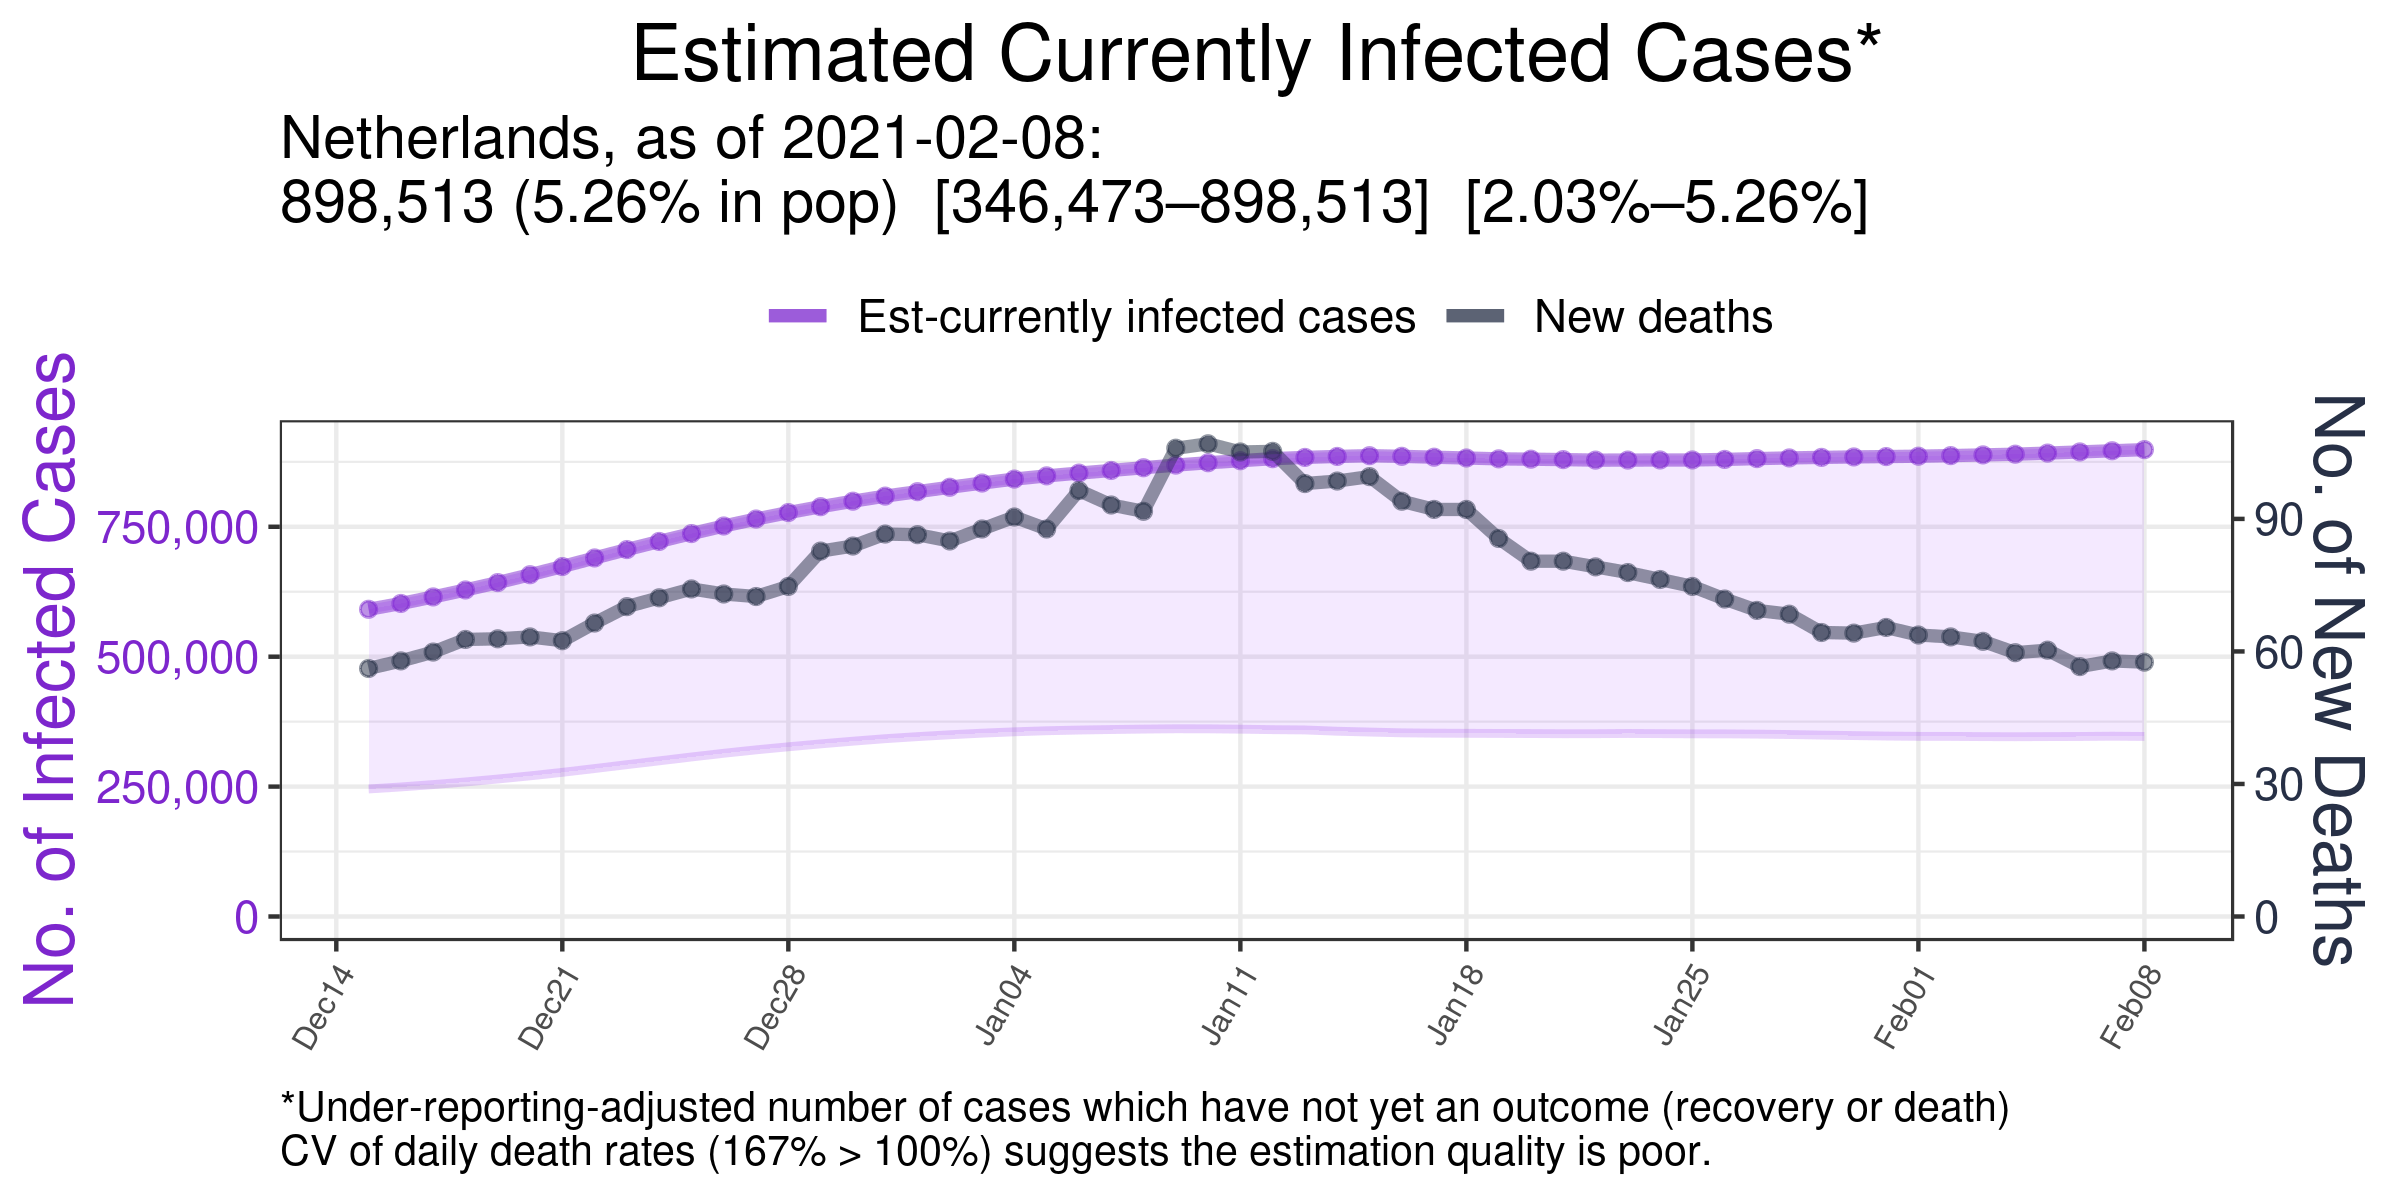 Estimated Currently Infected Cases*
Netherlands, as of 2021-02-08:
898,513 (5.26% in pop)  [346,473–898,513]  [2.03%–5.26%]
Est-currently infected cases
New deaths
No. of Infected Cases
750,000
500,000
250,000
0
90
60
30
0
No. of New Deaths
Dec14
Dec21
Dec28
Jan04
Jan11
Jan18
Jan25
Feb01
Feb08
*Under-reporting-adjusted number of cases which have not yet an outcome (recovery or death)
CV of daily death rates (167% > 100%) suggests the estimation quality is poor.